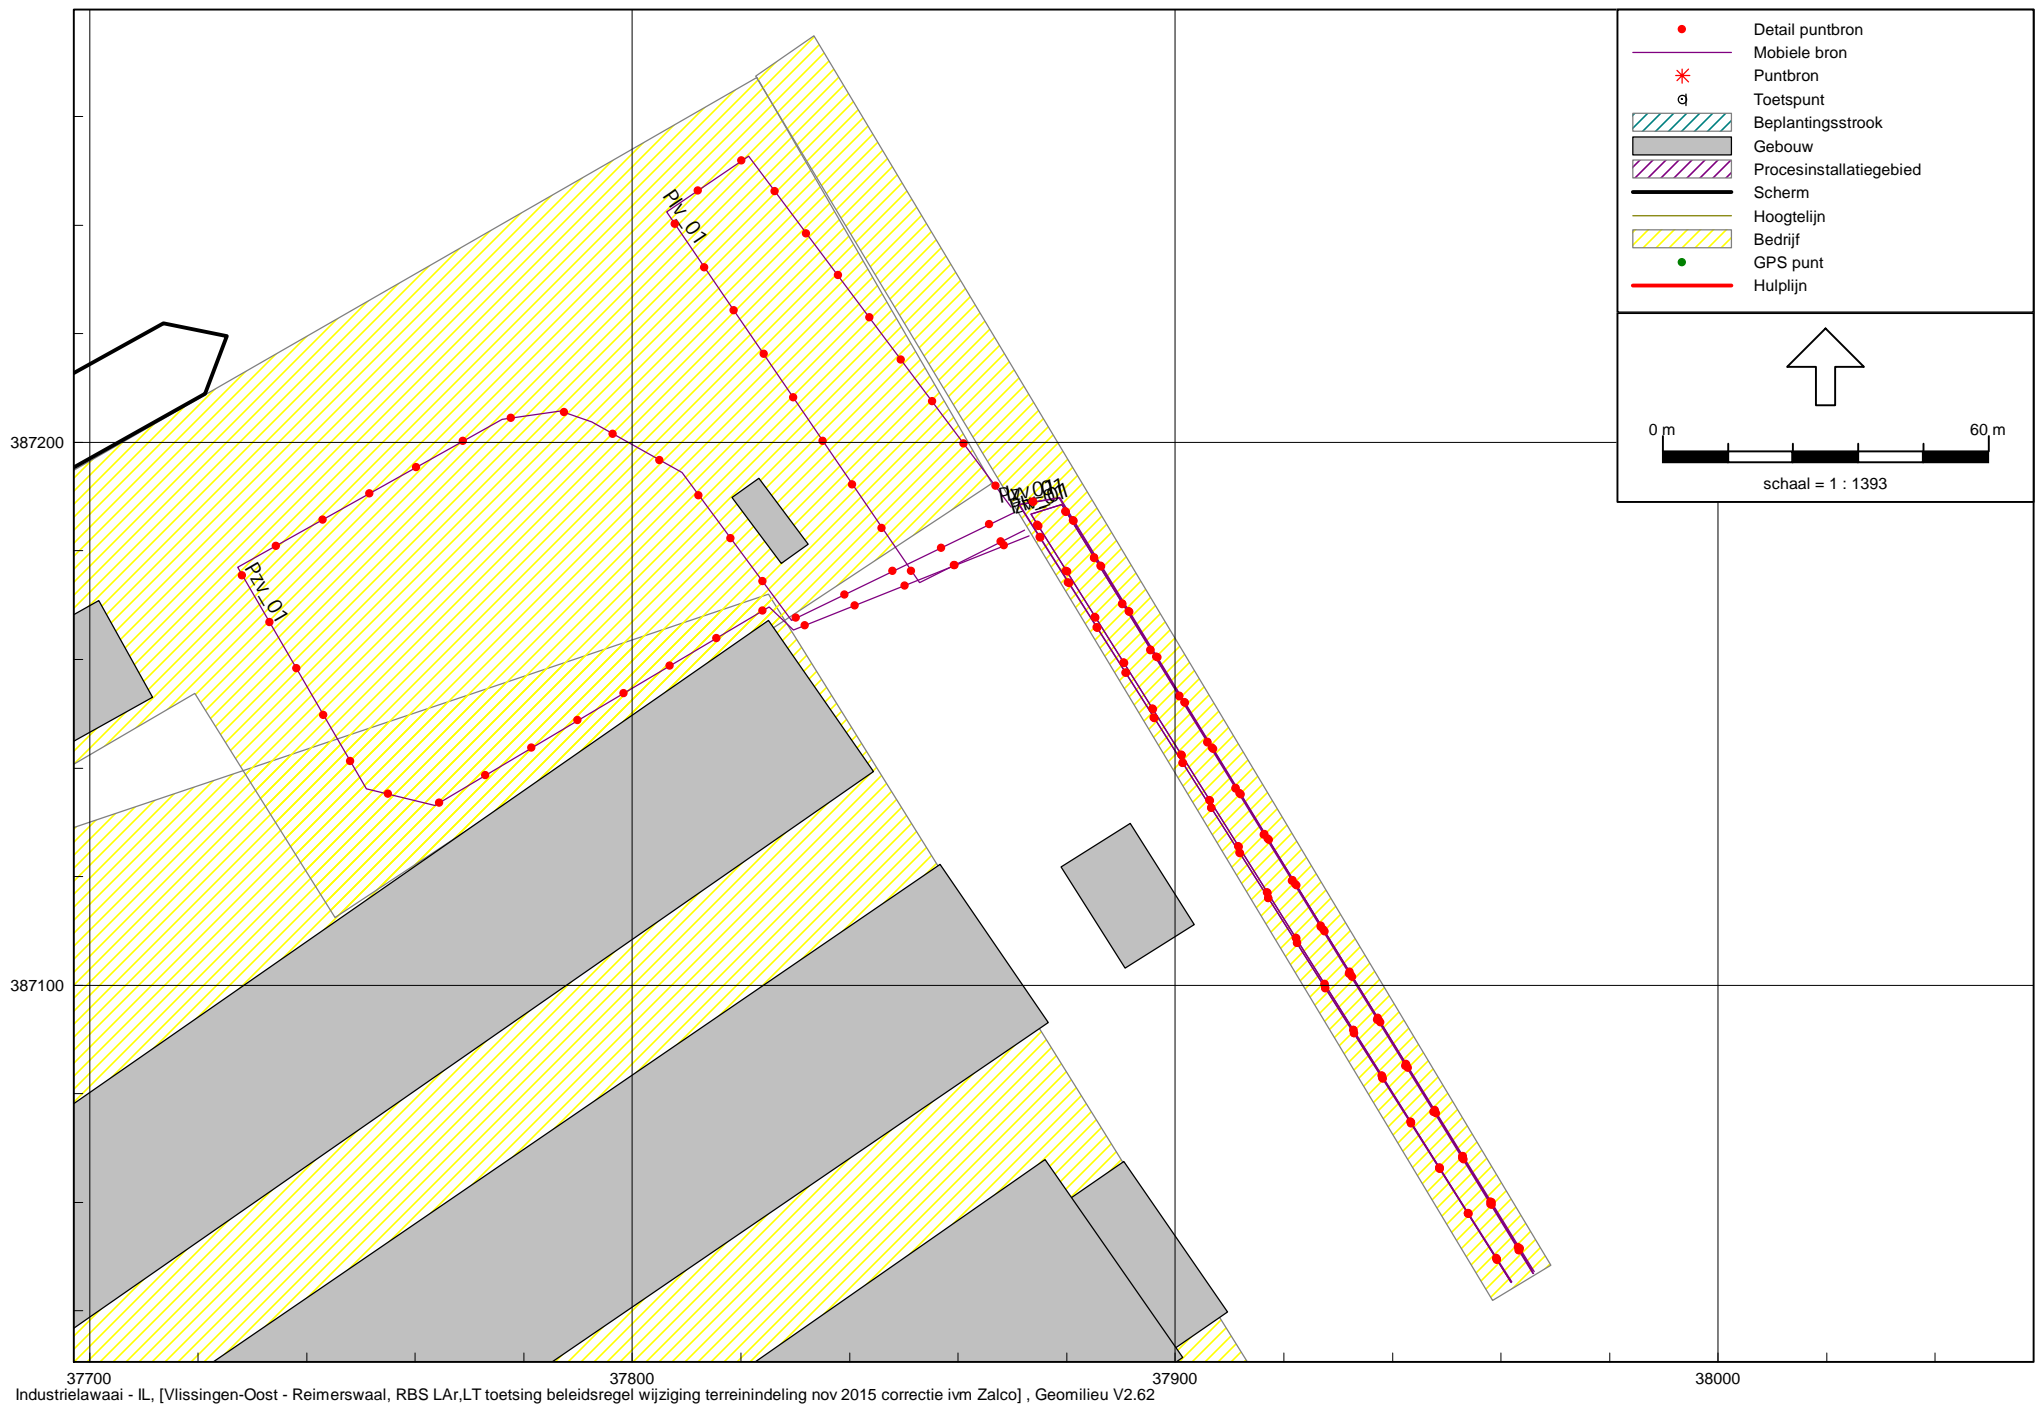 Detail puntbron
Mobiele bron
Puntbron
Toetspunt
Beplantingsstrook
Gebouw
Procesinstallatiegebied
Scherm
Hoogtelijn
Bedrijf
GPS punt
Hulplijn
0 m 60 m
schaal = 1 : 1393
Plv_01
Pzv_01
387200
387100
37700 37800 37900 38000
Industrielawaai - IL, [Vlissingen-Oost - Reimerswaal, RBS LAr,LT toetsing beleidsregel wijziging terreinindeling nov 2015 correctie ivm Zalco] , Geomilieu V2.62